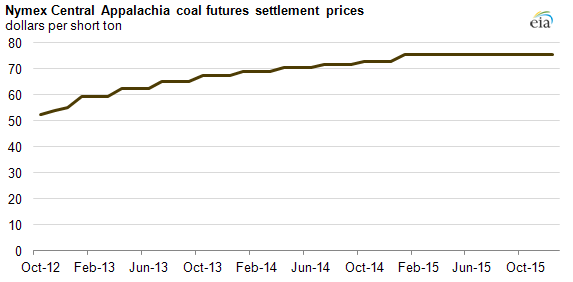 Nymex Central Appalachia coal futures settlement prices
dollars per short ton
eia
80
70
60
50
40
30
20
10
0
Oct-12 Feb-13 Jun-13 Oct-13 Feb-14 Jun-14 Oct-14 Feb-15 Jun-15 Oct-15